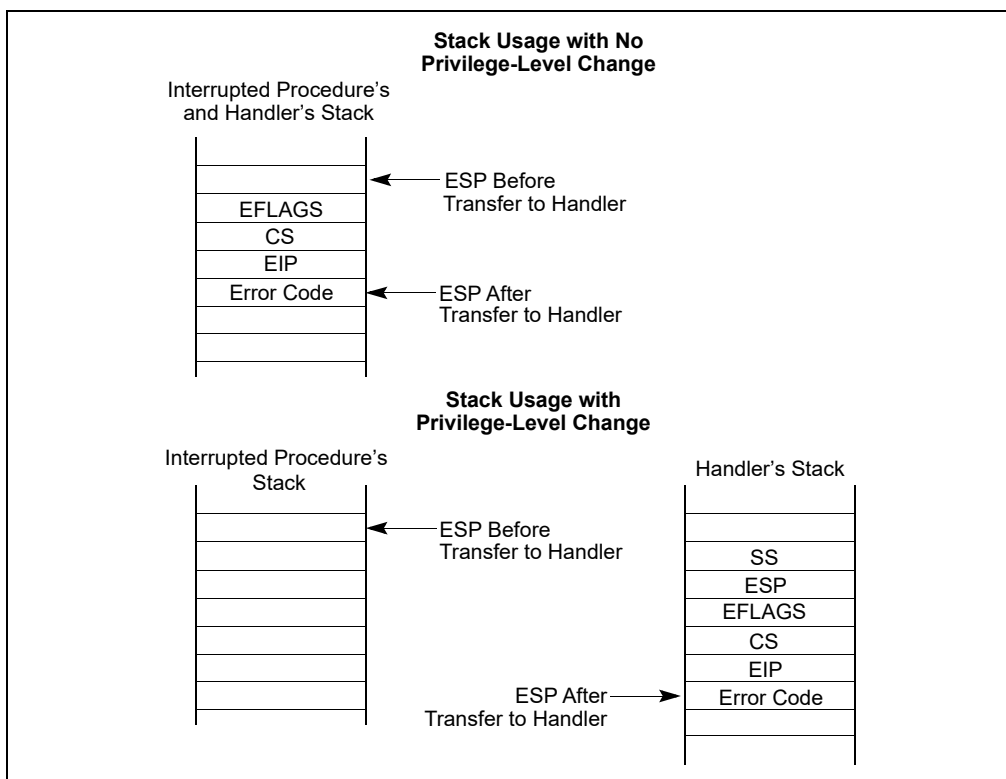 Stack Usage with No
Privilege-Level Change
Interrupted Procedure’s
and Handler’s Stack
ESP Before
Transfer to Handler
EFLAGS
CS
EIP
Error Code
ESP After
Transfer to Handler
Stack Usage with
Privilege-Level Change
Interrupted Procedure’s
Stack
Handler’s Stack
ESP Before
Transfer to Handler
SS
ESP
EFLAGS
CS
EIP
ESP After
Transfer to Handler
Error Code